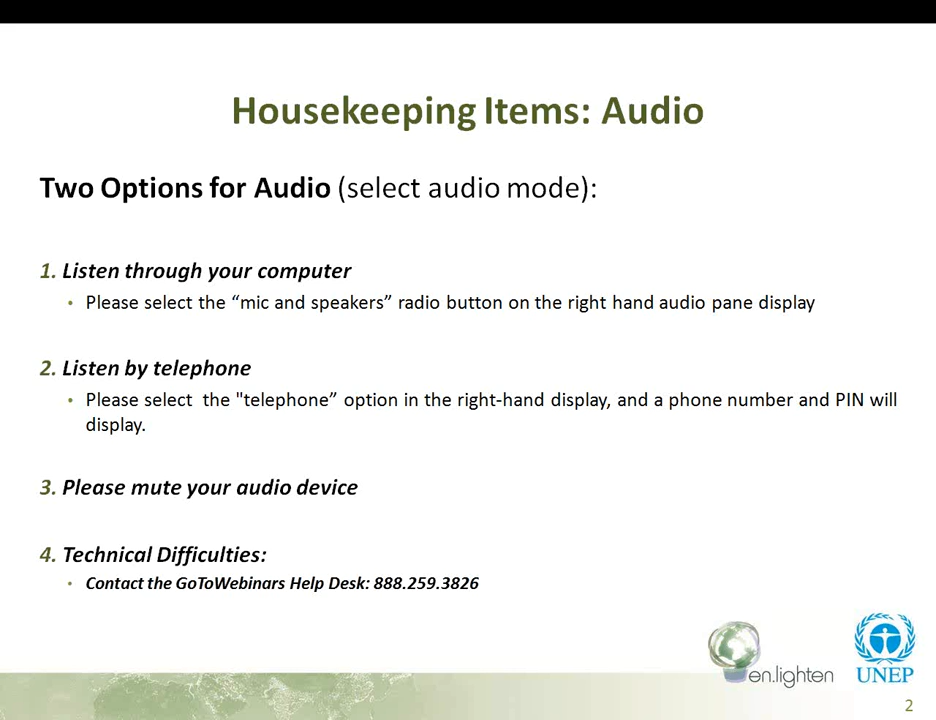 Housekeeping Items: Audio
Two Options for Audio (select audio mode):
1. Listen through your computer
• Please select the “mic and speakers” radio button on the right hand audio pane display
2. Listen by telephone
• Please select the "telephone” option in the right-hand display, and a phone number and PIN will
display.
3. Please mute your audio device
4. Technical Difficulties:
• Contact the GoToWebinars Help Desk: 888.259.3826
en.lighten
UNEP
2